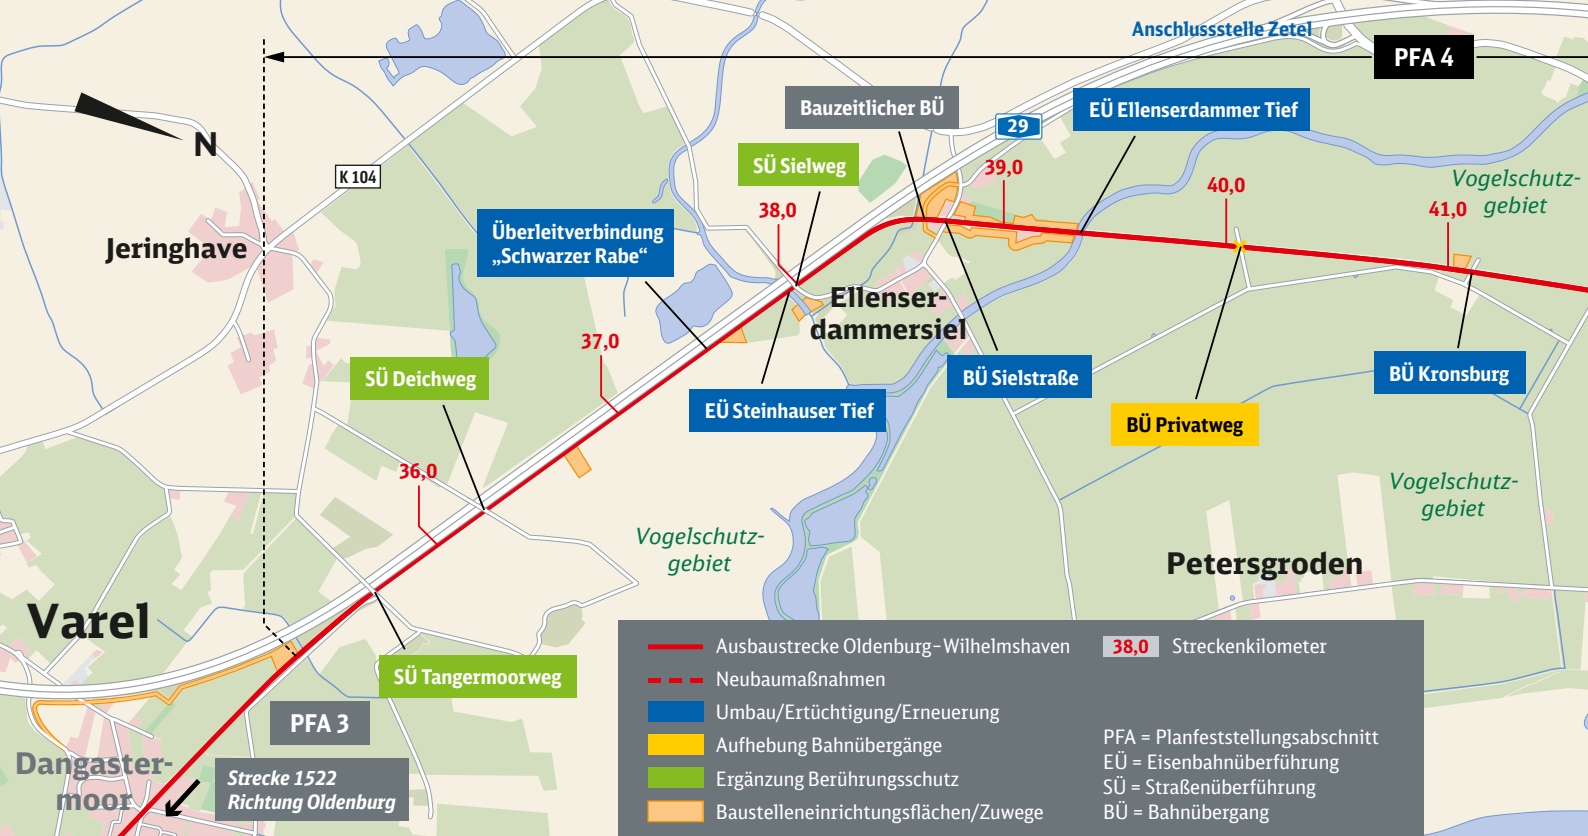 Anschlussstelle Zetel
PFA 4
Bauzeitlicher BÜ
EÜ Ellenserdammer Tief
29
N
K 104
SÜ Sielweg
39,0
40,0
Vogelschutz-
gebiet
41,0
38,0
Jeringhave
Überleitverbindung
„Schwarzer Rabe“
Ellenser-
dammersiel
37,0
SÜ Deichweg
EÜ Steinhauser Tief
BÜ Sielstraße
BÜ Kronsburg
BÜ Privatweg
36,0
Vogelschutz-
gebiet
Vogelschutz-
gebiet
Petersgroden
Varel
SÜ Tangermoorweg
PFA 3
Dangaster-
moor
Strecke 1522
Richtung Oldenburg
Ausbaustrecke Oldenburg–Wilhelmshaven
Neubaumaßnahmen
Umbau/Ertüchtigung/Erneuerung
Aufhebung Bahnübergänge
Ergänzung Berührungsschutz
Baustelleneinrichtungsflächen/Zuwege
38,0 Streckenkilometer
PFA = Planfeststellungsabschnitt
EÜ = Eisenbahnüberführung
SÜ = Straßenüberführung
BÜ = Bahnübergang